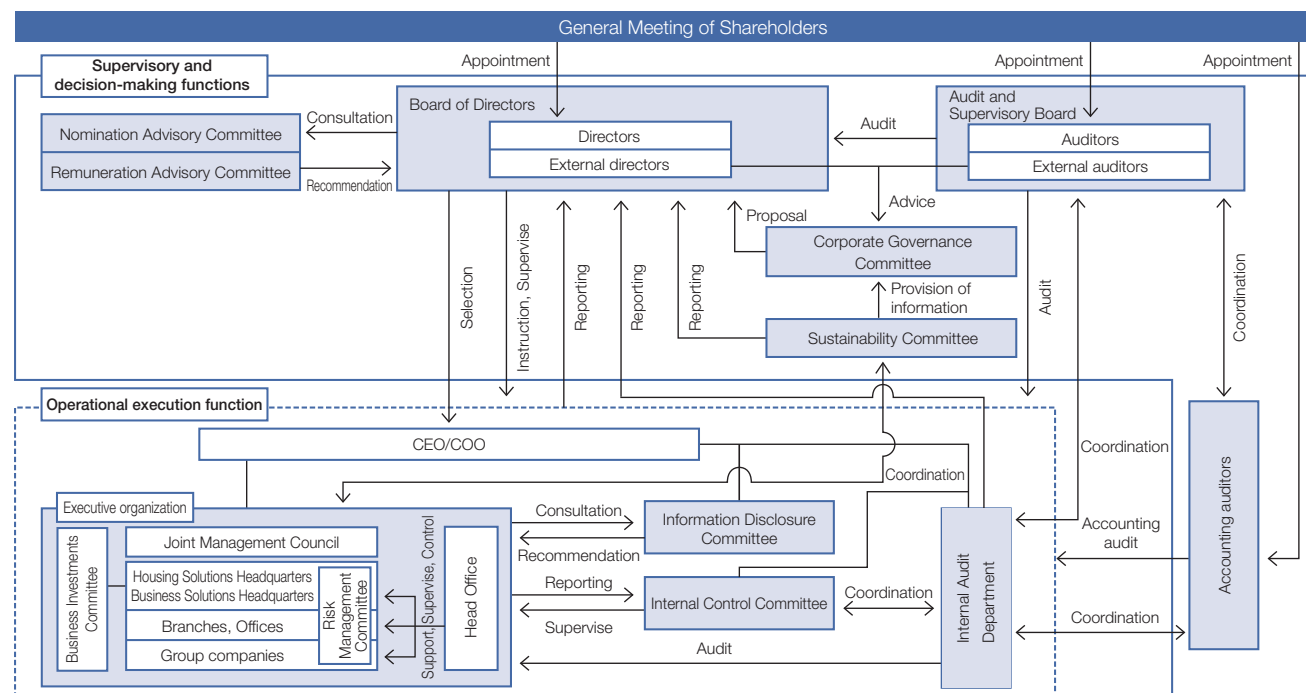 General Meeting of Shareholders
Appointment
Appointment
Appointment
Supervisory and
decision-making functions
Board of Directors
Directors
External directors
Audit and
Supervisory Board
Auditors
External auditors
Nomination Advisory Committee
Remuneration Advisory Committee
Consultation
Recommendation
Audit
Advice
Proposal
Corporate Governance
Committee
Provision of
information
Sustainability Committee
Selection
Instruction, Supervise
Reporting
Reporting
Reporting
Audit
Coordination
Operational execution function
CEO/COO
Coordination
Coordination
Executive organization
Business Investments
Committee
Joint Management Council
Housing Solutions Headquarters
Business Solutions Headquarters
Branches, Offices
Group companies
Risk
Management
Committee
Support, Supervise, Control
Head Office
Consultation
Recommendation
Information Disclosure
Committee
Reporting
Supervise
Internal Control Committee
Coordination
Audit
Internal Audit
Department
Accounting
audit
Coordination
Accounting auditors